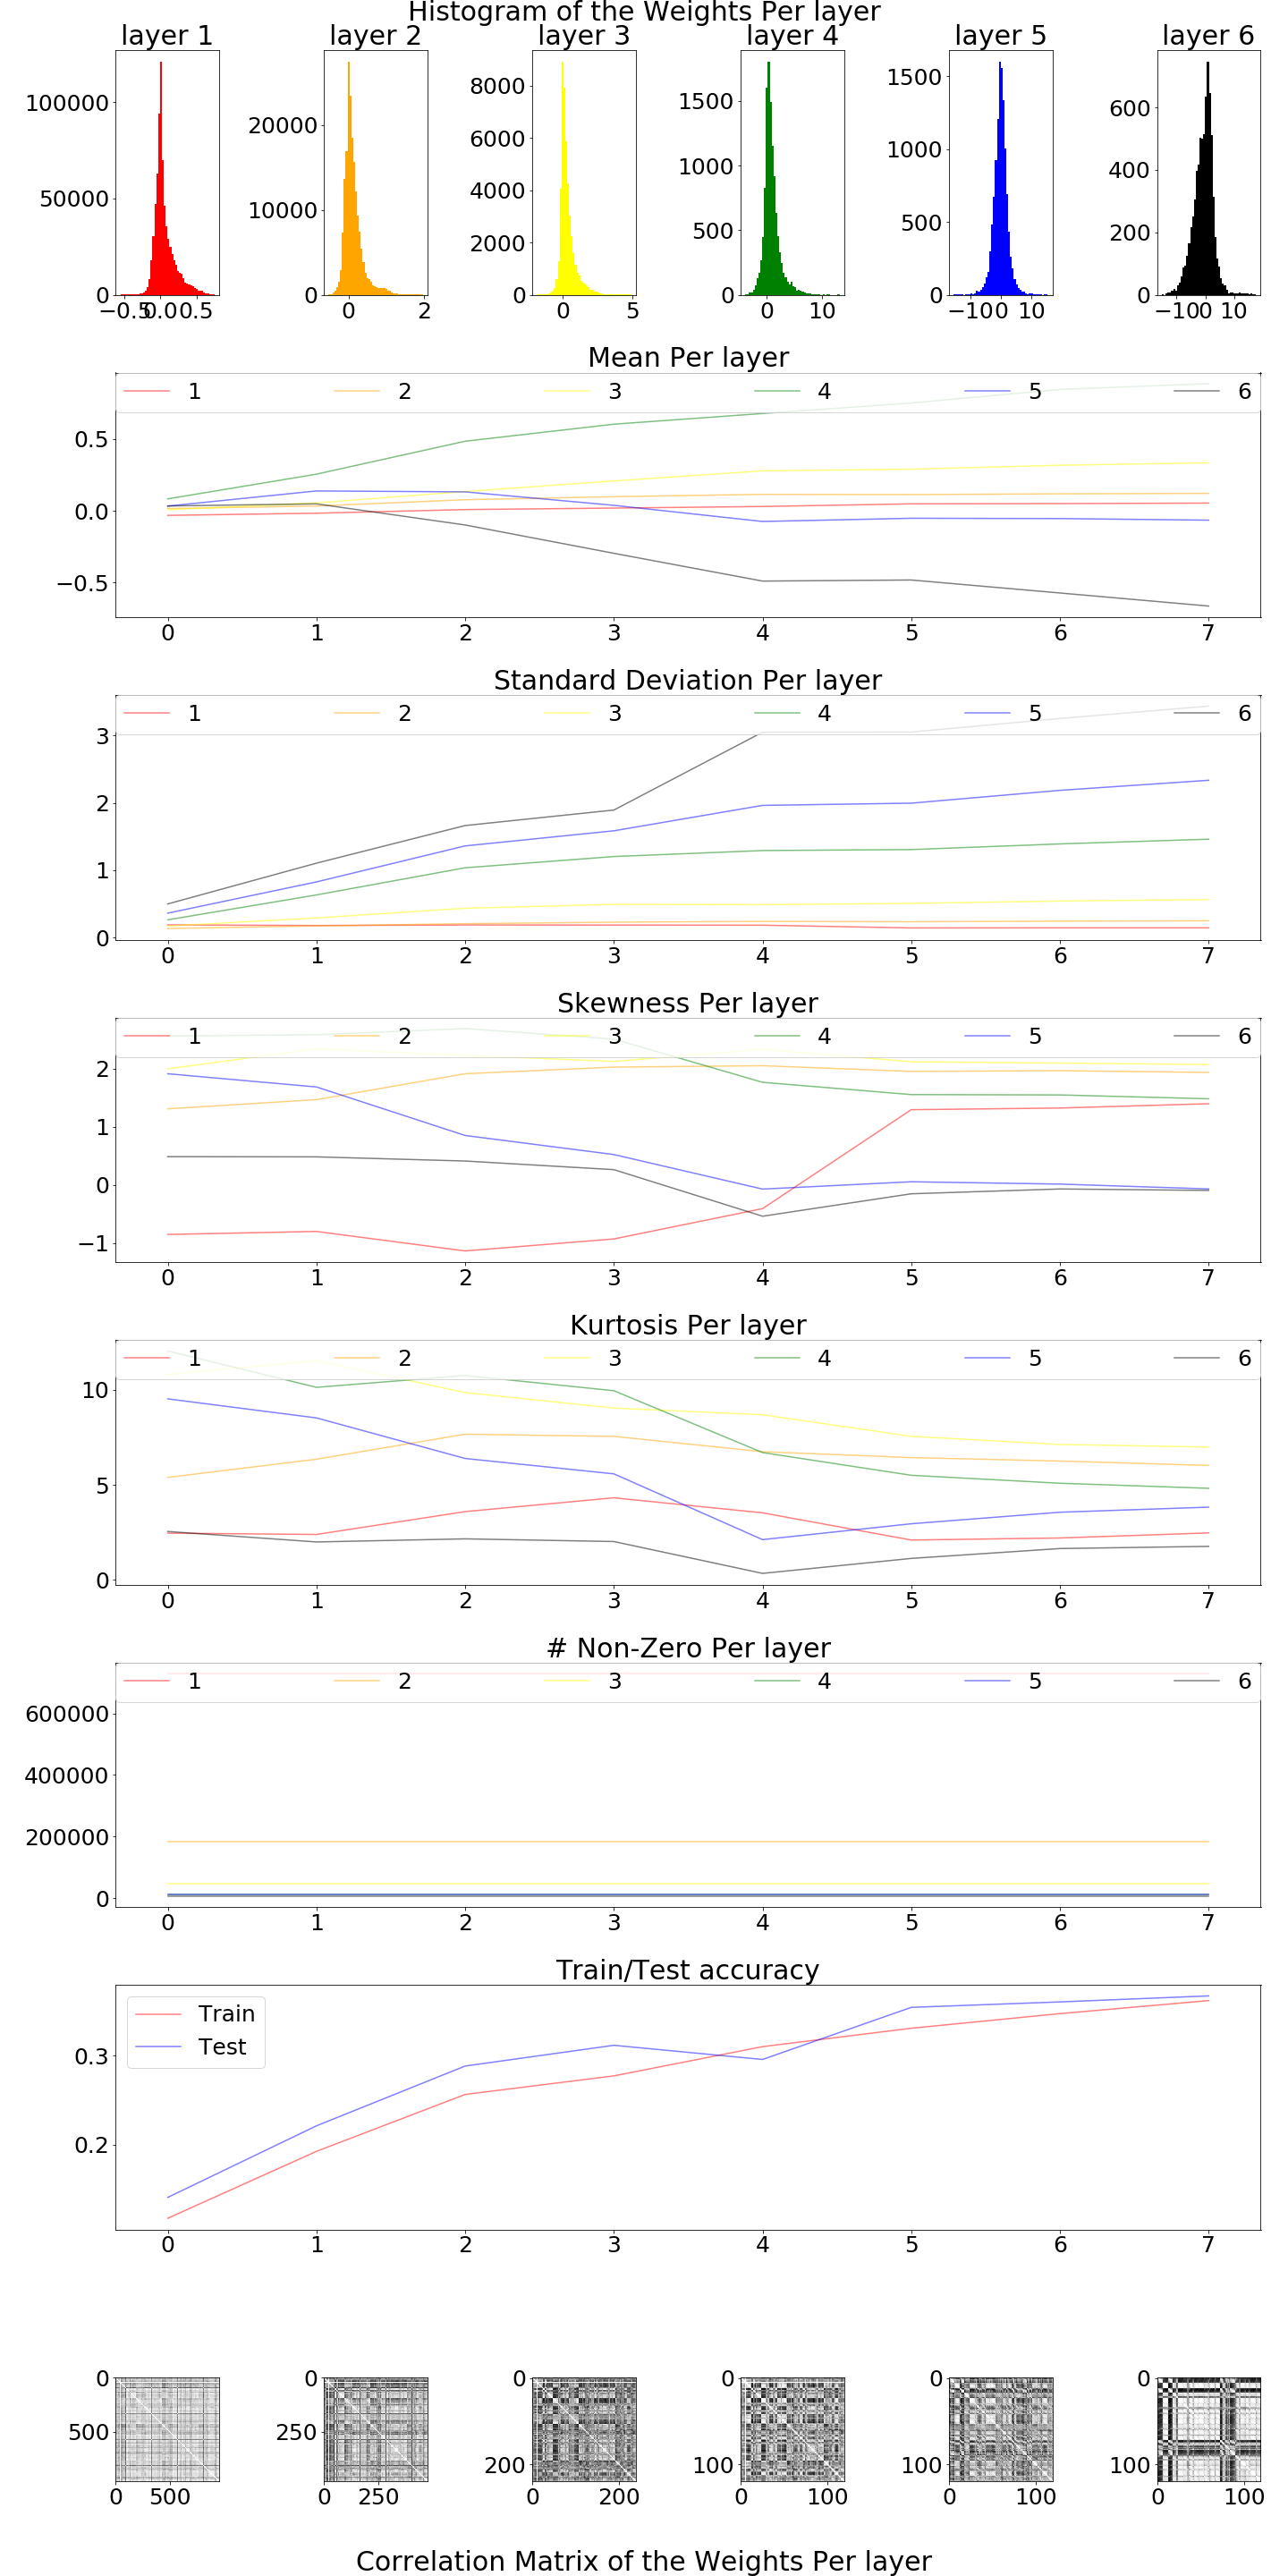 Histogram of the Weights Per layer
layer 1 layer 2 layer 3 layer 4 layer 5 layer 6
100000 50000 0 −0.5 0.0 0.5
20000 10000 0 0 2
8000 6000 4000 2000 0 0 5
1500 1000 500 0 0 10
1500 1000 500 0 −10 0 10
600 400 200 0 −10 0 10
Mean Per layer
1 2 3 4 5 6
0.5
0.0
−0.5
0 1 2 3 4 5 6 7
Standard Deviation Per layer
1 2 3 4 5 6
3
2
1
0
0 1 2 3 4 5 6 7
Skewness Per layer
1 2 3 4 5 6
2
1
0
−1
0 1 2 3 4 5 6 7
Kurtosis Per layer
1 2 3 4 5 6
10
5
0
0 1 2 3 4 5 6 7
# Non-Zero Per layer
1 2 3 4 5 6
600000
400000
200000
0
0 1 2 3 4 5 6 7
Train/Test accuracy
Train
Test
0.3
0.2
0 1 2 3 4 5 6 7
0 500 0 500
0 250 0 250
0 200 0 200
0 100 0 100
0 100 0 100
0 100 0 100
Correlation Matrix of the Weights Per layer